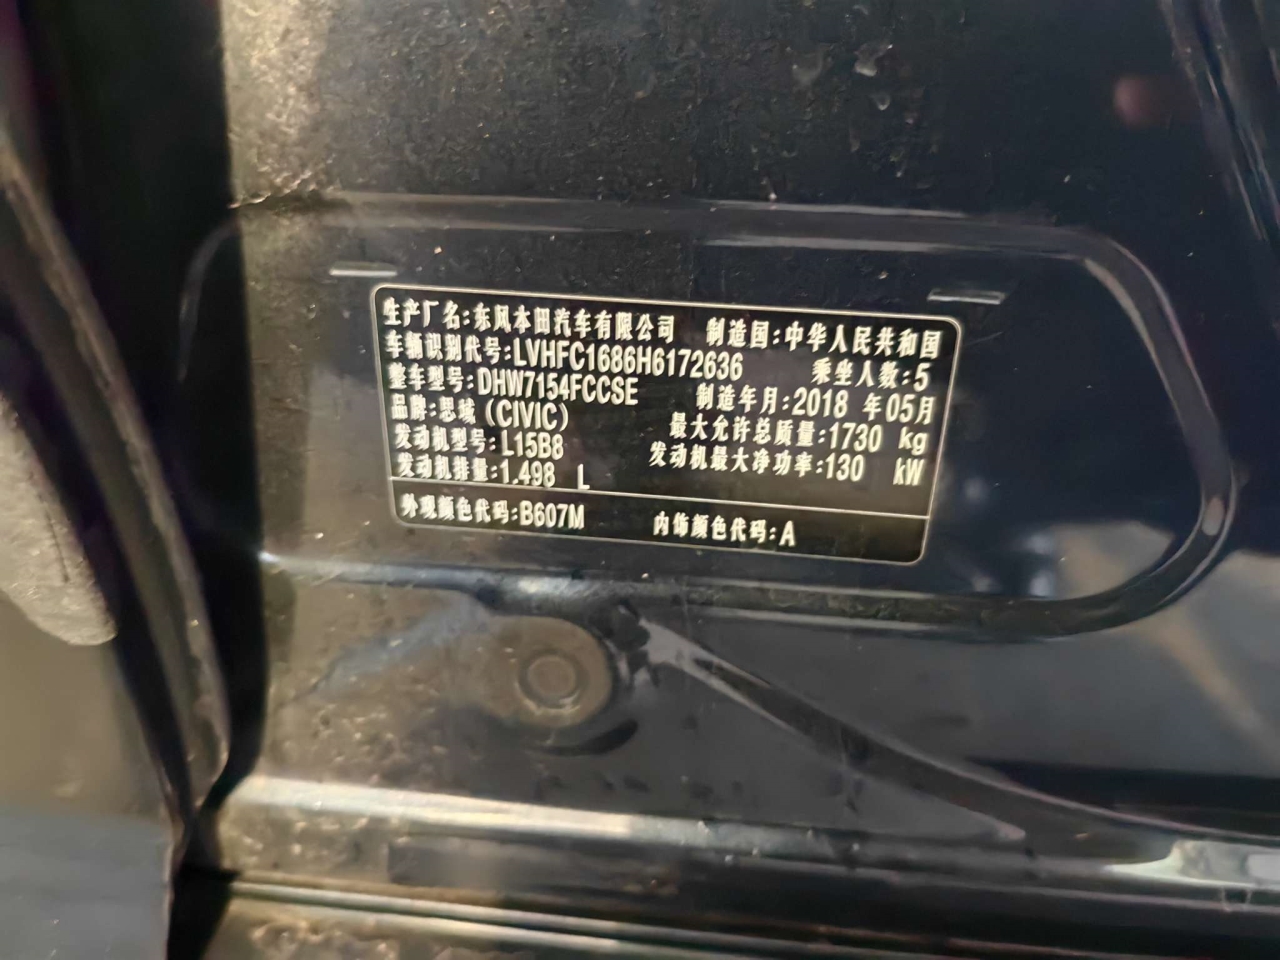 生产厂名:东风本田汽车有限公司 制造国:中华人民共和国
车辆识别代号:LVHFC1686H6172636 乘坐人数:5
整车型号:DHW7154FCCSE 制造年月:2018 年05月
品牌:思域(CIVIC) 最大允许总质量:1730 kg
发动机型号:L15B8 发动机最大净功率:130 kW
发动机排量:1.498 L
外观颜色代码:B607M 内饰颜色代码:A